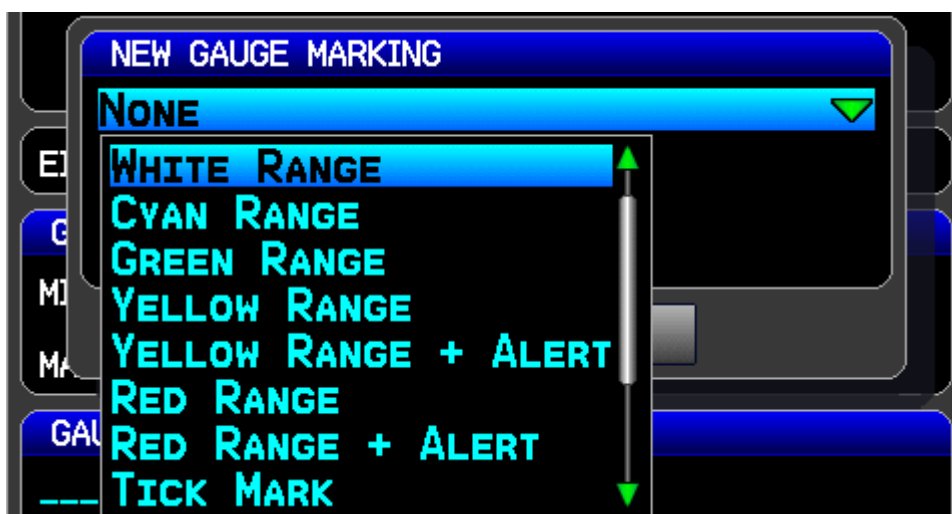 NEW GAUGE MARKING
NONE
WHITE RANGE
CYAN RANGE
GREEN RANGE
YELLOW RANGE
YELLOW RANGE + ALERT
RED RANGE
RED RANGE + ALERT
TICK MARK